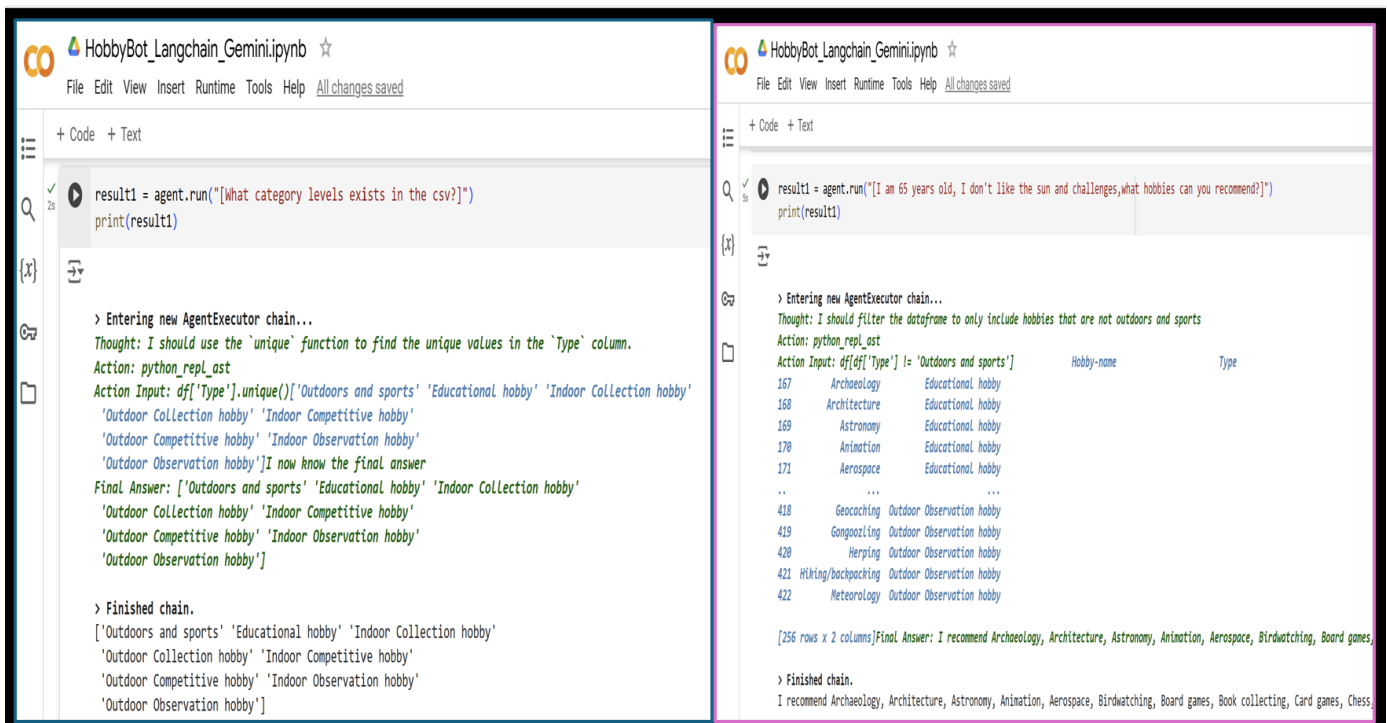 HobbyBot_Langchain_Gemini.ipynb
File Edit View Insert Runtime Tools Help All changes saved
+ Code + Text
2s
result1 = agent.run("[What category levels exists in the csv?]")
print(result1)
{x}
> Entering new AgentExecutor chain...
Thought: I should use the `unique` function to find the unique values in the `Type` column.
Action: python_repl_ast
Action Input: df['Type'].unique()['Outdoors and sports' 'Educational hobby' 'Indoor Collection hobby'
'Outdoor Collection hobby' 'Indoor Competitive hobby'
'Outdoor Competitive hobby' 'Indoor Observation hobby'
'Outdoor Observation hobby']I now know the final answer
Final Answer: ['Outdoors and sports' 'Educational hobby' 'Indoor Collection hobby'
'Outdoor Collection hobby' 'Indoor Competitive hobby'
'Outdoor Competitive hobby' 'Indoor Observation hobby'
'Outdoor Observation hobby']
> Finished chain.
['Outdoors and sports' 'Educational hobby' 'Indoor Collection hobby'
'Outdoor Collection hobby' 'Indoor Competitive hobby'
'Outdoor Competitive hobby' 'Indoor Observation hobby'
'Outdoor Observation hobby']
HobbyBot_Langchain_Gemini.ipynb
File Edit View Insert Runtime Tools Help All changes saved
+ Code + Text
5s
result1 = agent.run("[I am 65 years old, I don't like the sun and challenges,what hobbies can you recommend?]")
print(result1)
{x}
> Entering new AgentExecutor chain...
Thought: I should filter the dataframe to only include hobbies that are not outdoors and sports
Action: python_repl_ast
Action Input: df[df['Type'] != 'Outdoors and sports'] Hobby-name Type
167 Archaeology Educational hobby
168 Architecture Educational hobby
169 Astronomy Educational hobby
170 Animation Educational hobby
171 Aerospace Educational hobby
.. ... ...
418 Geocaching Outdoor Observation hobby
419 Gongoozling Outdoor Observation hobby
420 Herping Outdoor Observation hobby
421 Hiking/backpacking Outdoor Observation hobby
422 Meteorology Outdoor Observation hobby
[256 rows x 2 columns]Final Answer: I recommend Archaeology, Architecture, Astronomy, Animation, Aerospace, Birdwatching, Board games,
> Finished chain.
I recommend Archaeology, Architecture, Astronomy, Animation, Aerospace, Birdwatching, Board games, Book collecting, Card games, Chess,